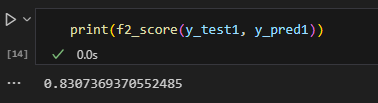 print(f2_score(y_test1, y_pred1))
[14]
0.0s
...
0.8307369370552485